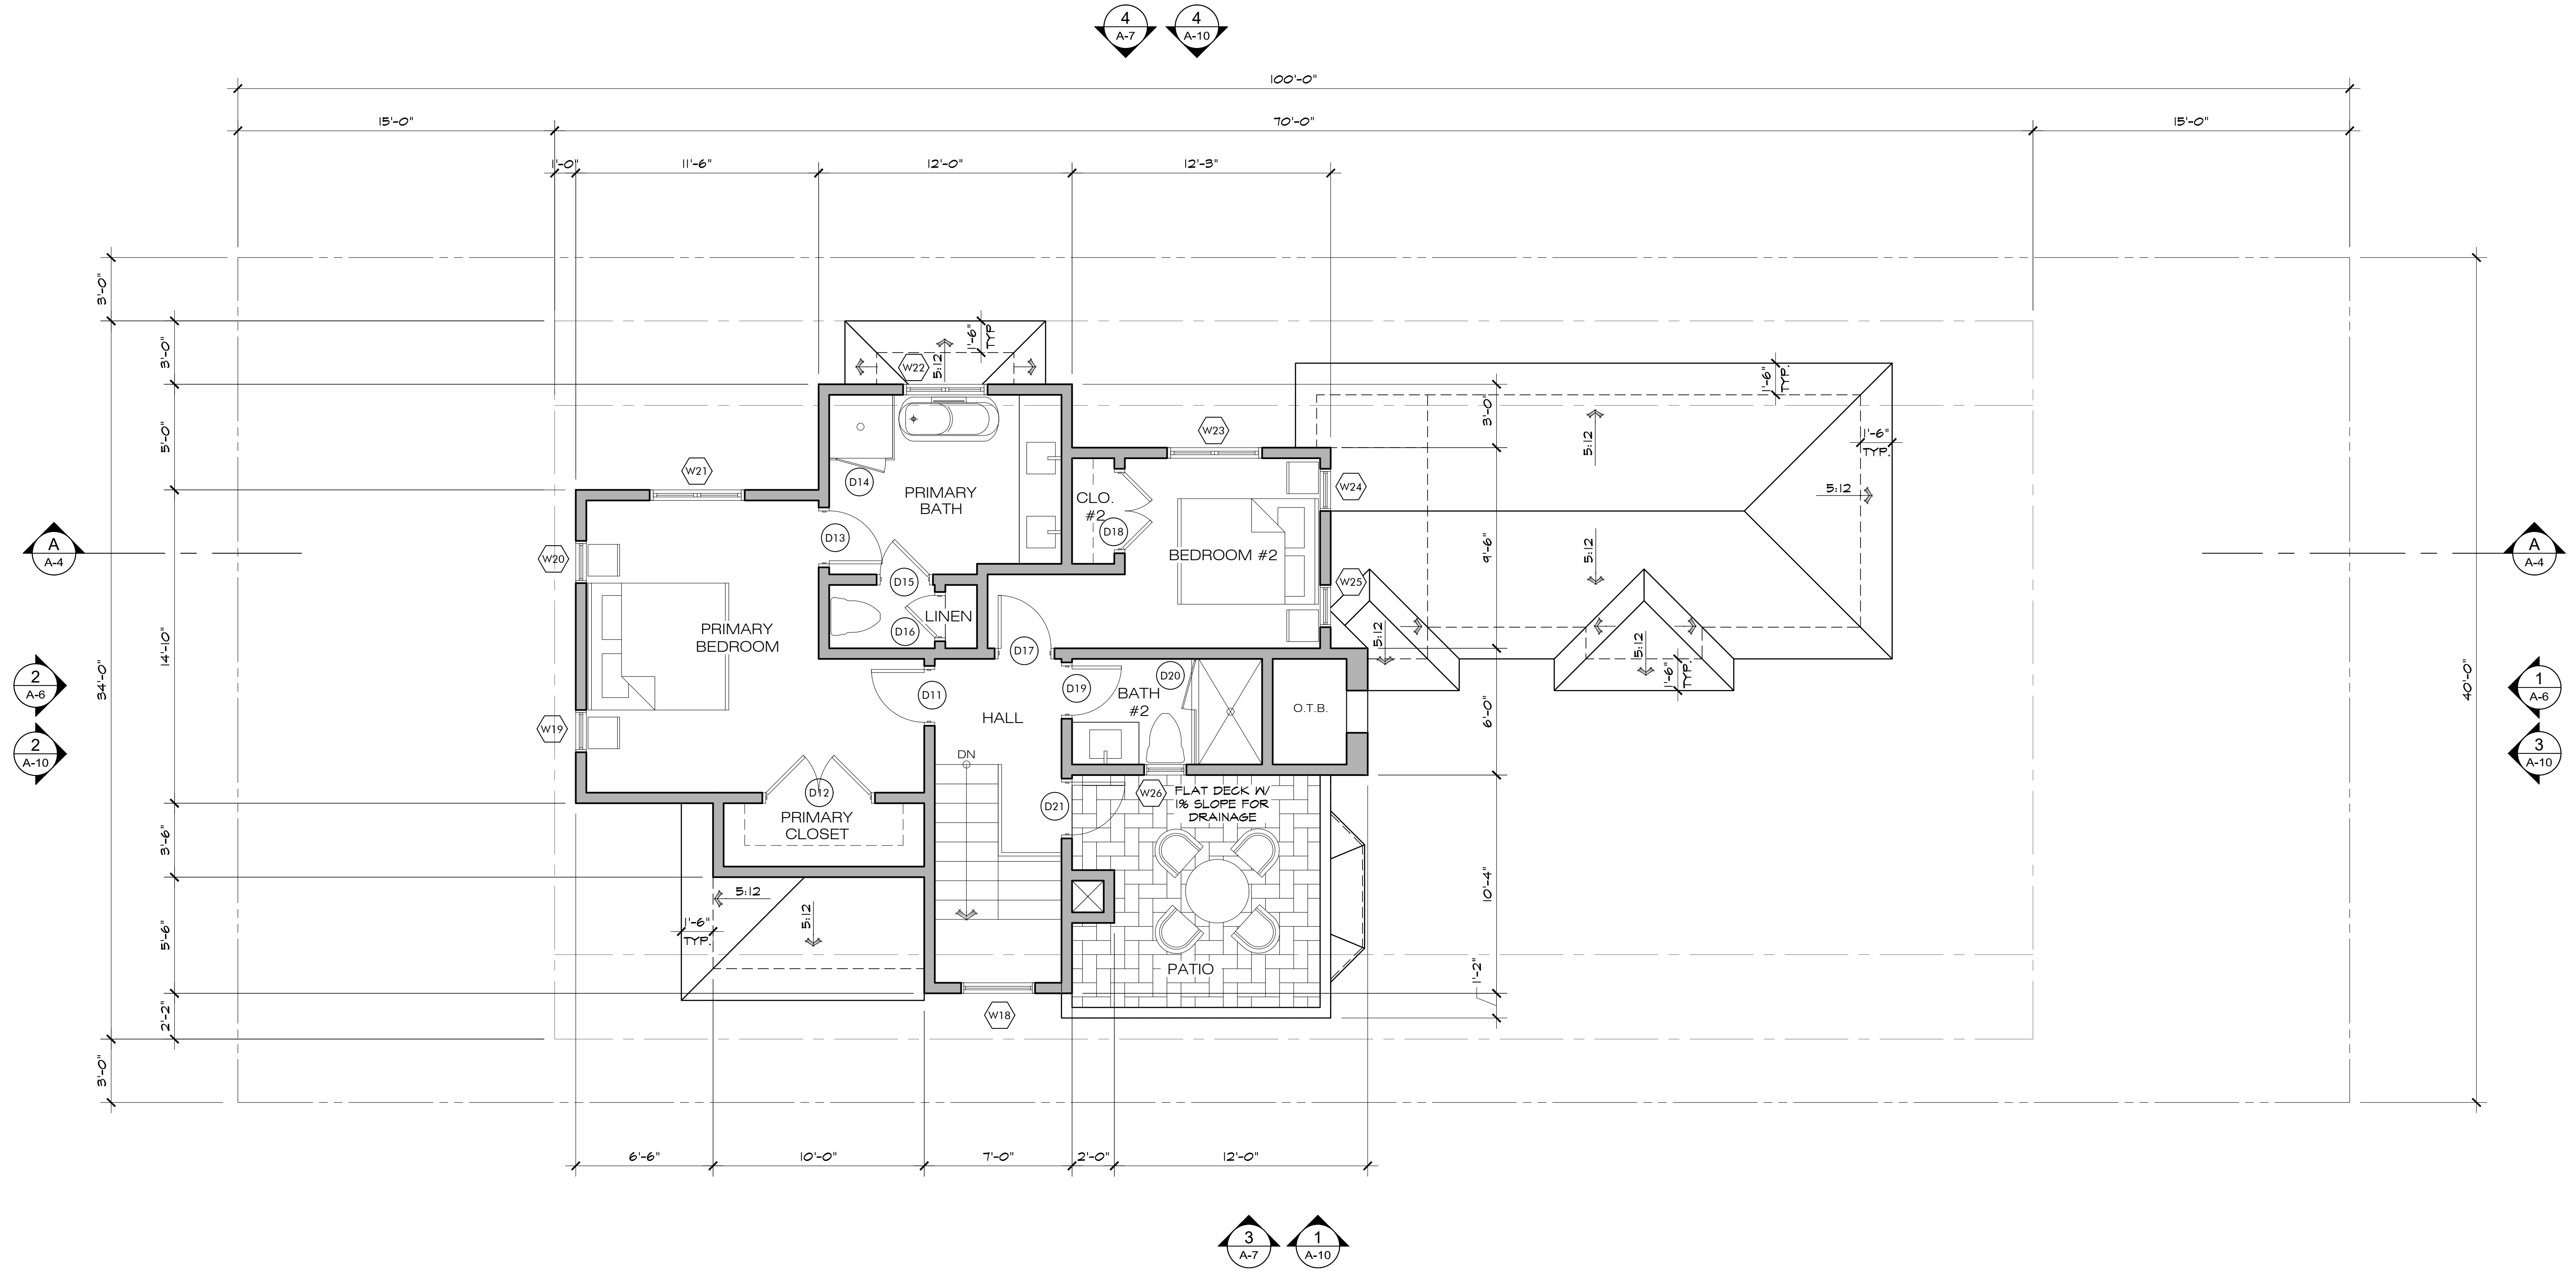 4
A-7
4
A-10
100'-0"
15'-0"
70'-0"
15'-0"
1'-0"
11'-6"
12'-0"
12'-3"
3'-0"
3'-0"
5'-0"
14'-10"
34'-0"
3'-6"
5'-6"
2'-2"
3'-0"
1'-6"
TYP
5:12
W22
W21
D14
PRIMARY
BATH
D13
D15
D16
LINEN
W20
W19
PRIMARY
BEDROOM
D11
D12
PRIMARY
CLOSET
W23
CLO.
#2
D18
BEDROOM #2
W24
W25
D17
D19
D20
BATH
#2
O.T.B.
HALL
DN
D21
W26
FLAT DECK W/
1% SLOPE FOR
DRAINAGE
PATIO
W18
5:12
5:12
1'-6"
TYP.
3'-0"
9'-6"
6'-0"
10'-4"
1'-2"
1'-6"
TYP.
5:12
1'-6"
TYP.
5:12
5:12
5:12
5:12
1'-6"
TYP.
40'-0"
A
A-4
A
A-4
2
A-6
2
A-10
1
A-6
3
A-10
6'-6"
10'-0"
7'-0"
2'-0"
12'-0"
3
A-7
1
A-10